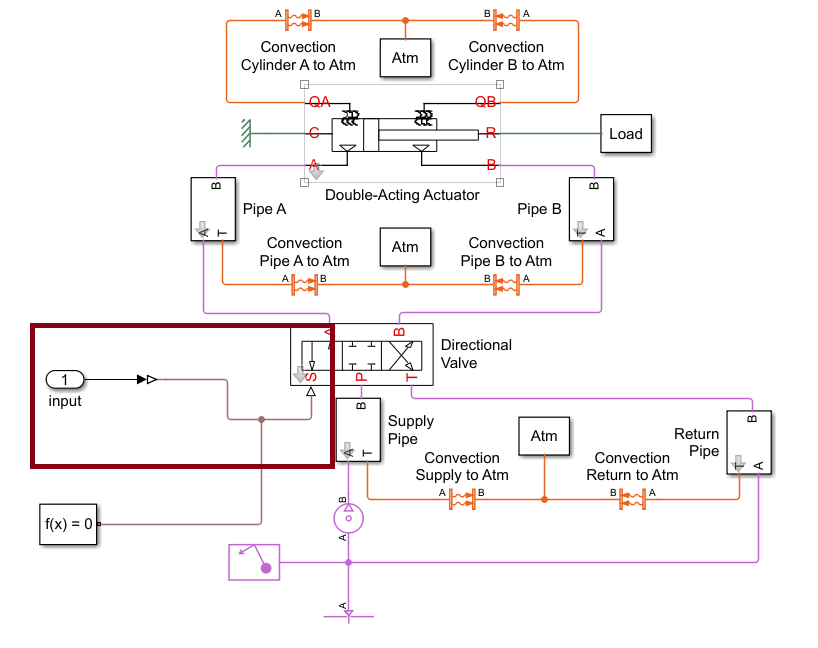 A B
B A
Convection
Cylinder A to Atm
Atm
Convection
Cylinder B to Atm
QA
QB
C
R
Load
A
B
Double-Acting Actuator
B
A T
Pipe A
Pipe B
B
T A
Convection
Pipe A to Atm
Atm
Convection
Pipe B to Atm
A B
B A
A
B
S
P
T
Directional
Valve
1
input
B
A T
Supply
Pipe
Atm
Return
Pipe
B
T A
Convection
Supply to Atm
Convection
Return to Atm
A B
B A
B
A
f(x) = 0
A